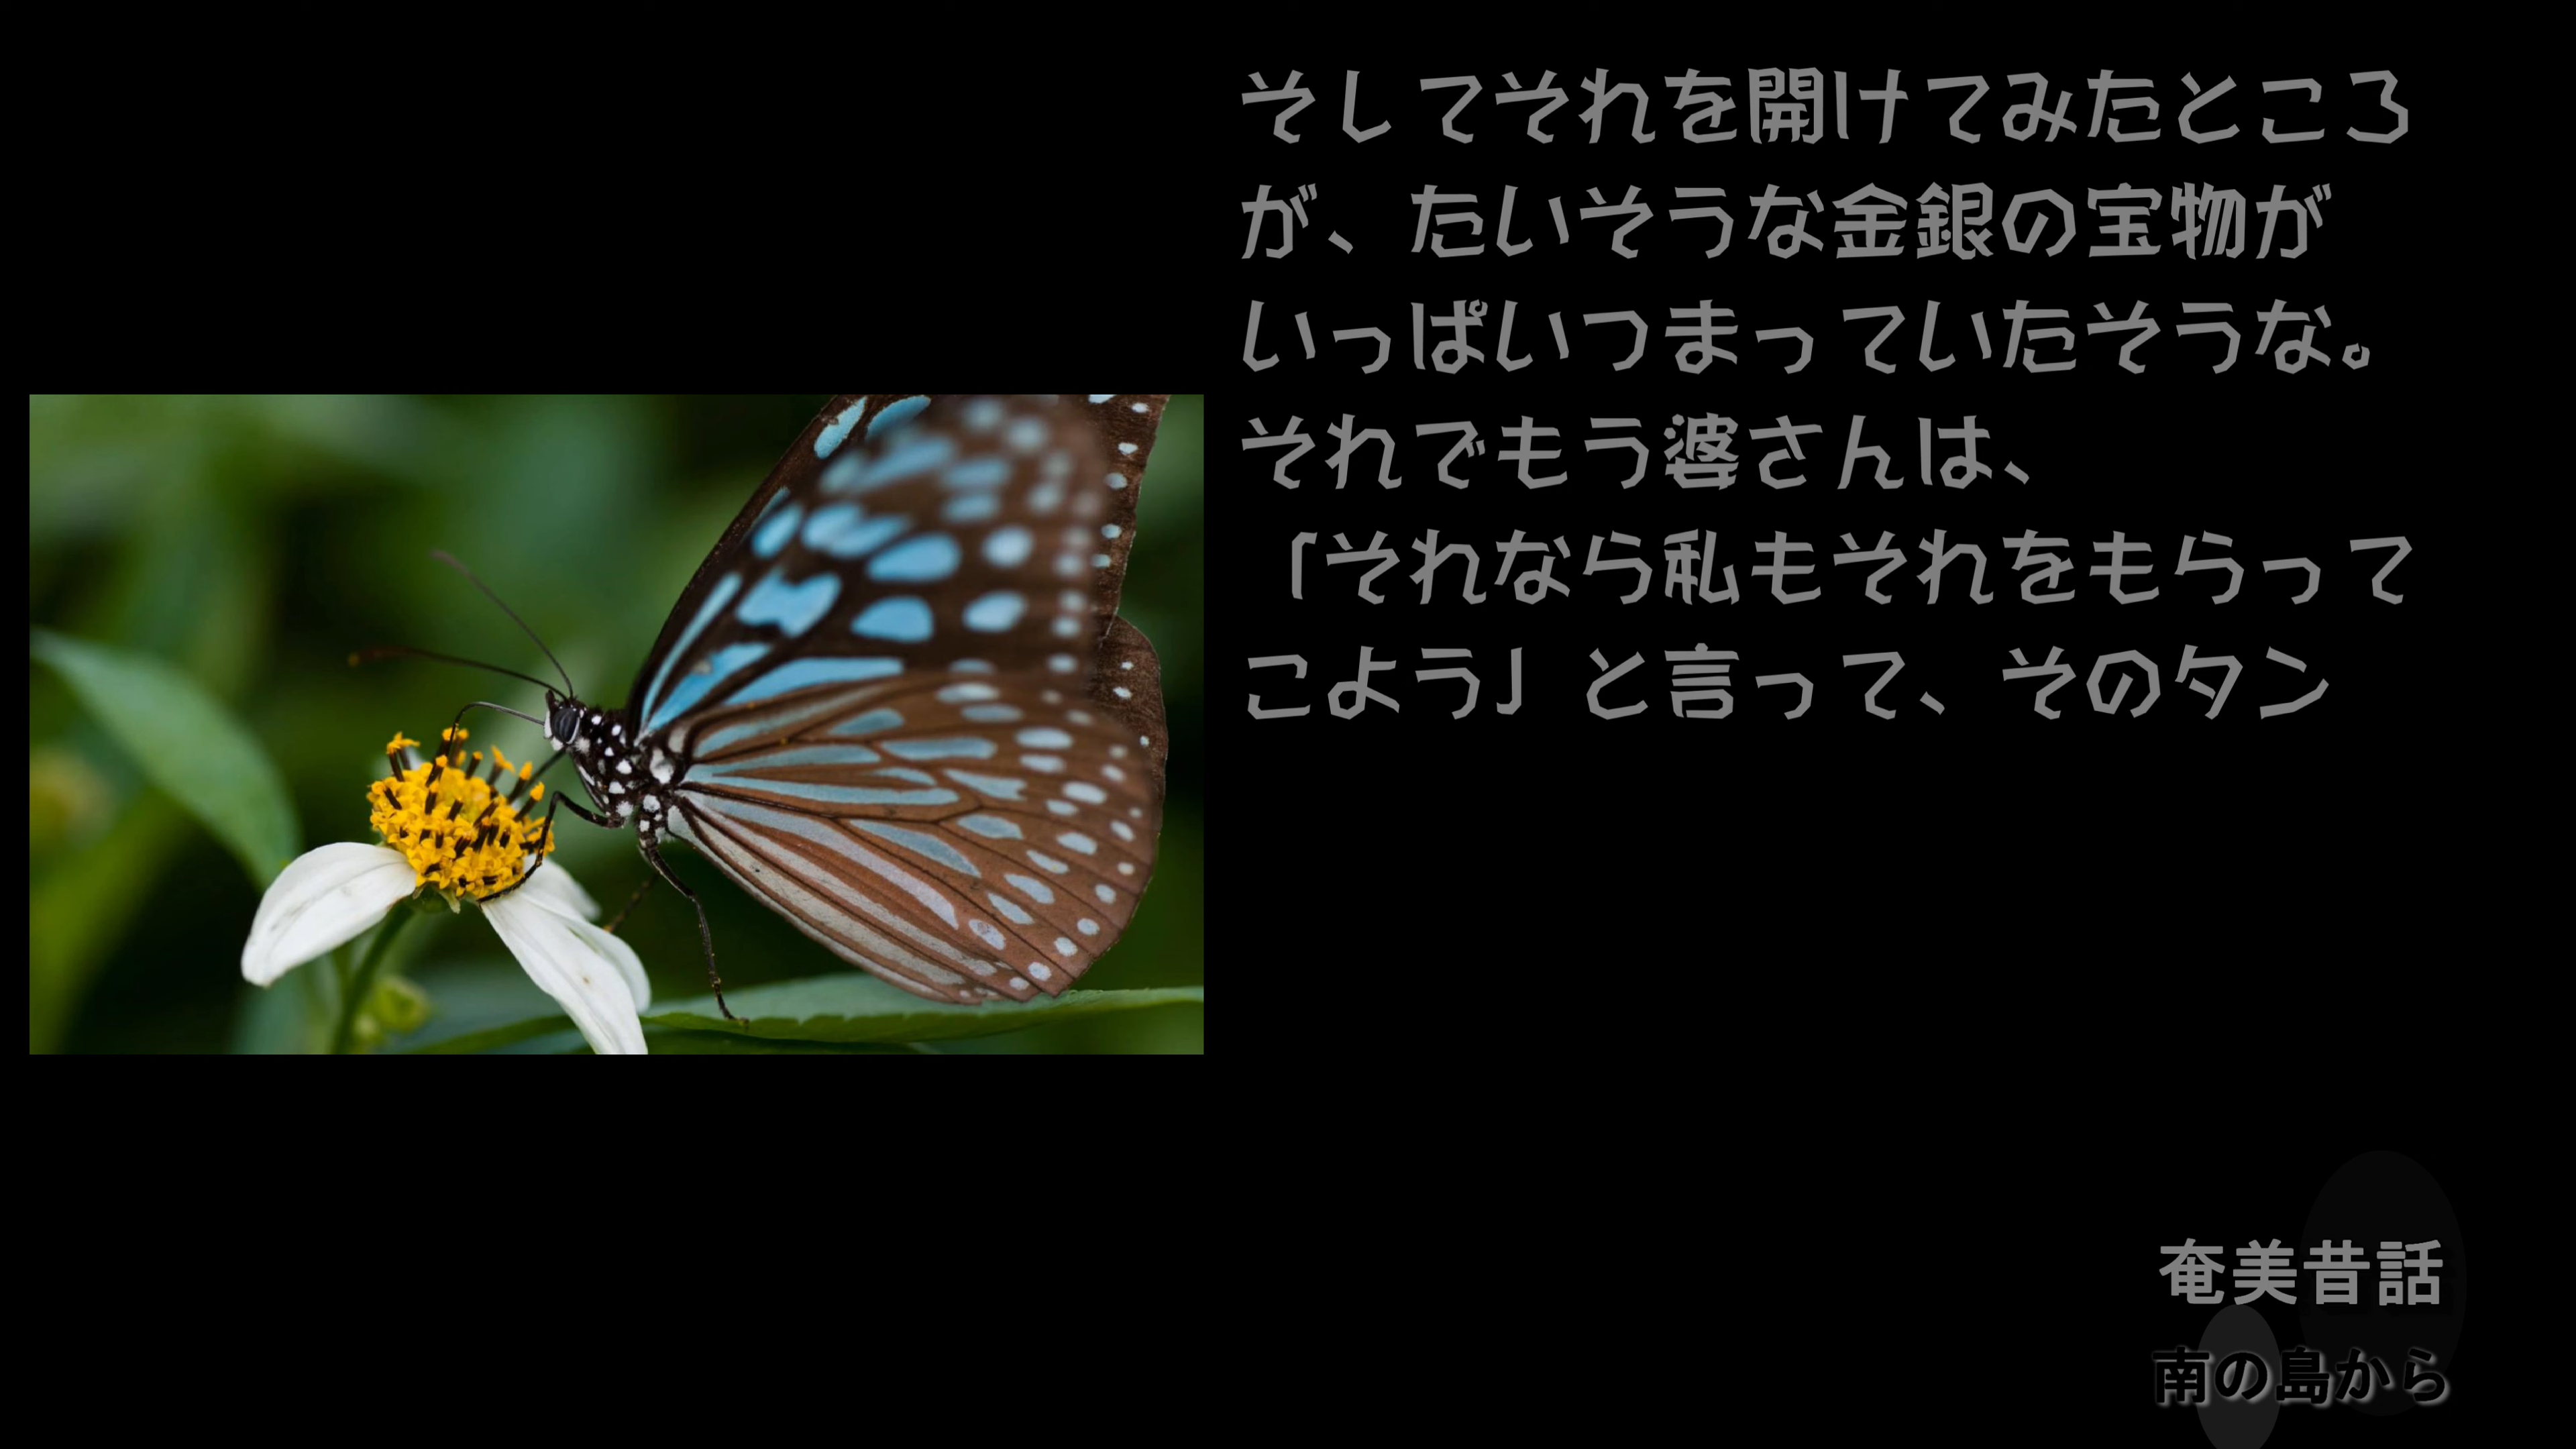 そしてそれを開けてみたところ
が、たいそうな金銀の宝物が
いっぱいつまっていたそうな。
それでもう婆さんは、
「それなら私もそれをもらって
こよう」と言って、そのタン
奄美昔話
南の島から